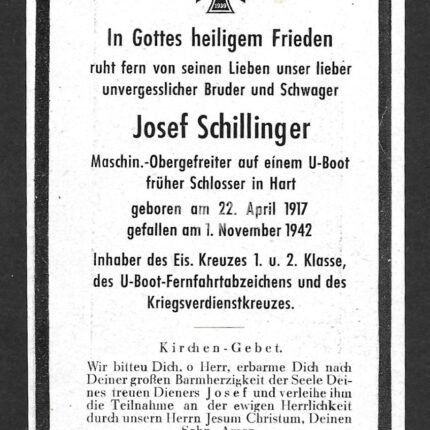 1939
In Gottes heiligem Frieden
ruht fern von seinen Lieben unser lieber
unvergesslicher Bruder und Schwager
Josef Schillinger
Maschin.-Obergefreiter auf einem U-Boot
früher Schlosser in Hart
geboren am 22. April 1917
gefallen am 1. November 1942
Inhaber des Eis. Kreuzes 1. u. 2. Klasse,
des U-Boot-Fernfahrtabzeichens und des
Kriegsverdienstkreuzes.
Kirchen-Gebet.
Wir bitten Dich, o Herr, erbarme Dich nach
Deiner großen Barmherzigkeit der Seele Dei-
nes treuen Dieners Josef und verleihe ihm
die Teilnahme an der ewigen Herrlichkeit
durch unsern Herrn Jesum Christum, Deinen
Sohn. Amen.